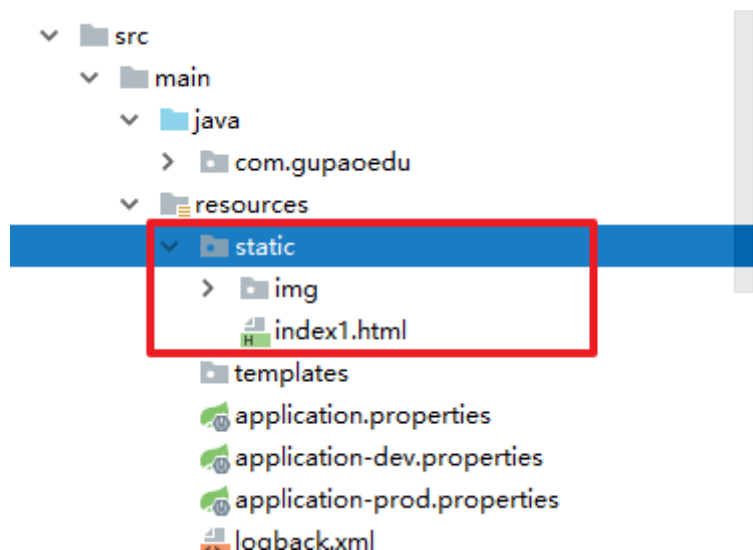 src
main
java
com.gupaoedu
resources
static
img
index1.html
templates
application.properties
application-dev.properties
application-prod.properties
logback.xml